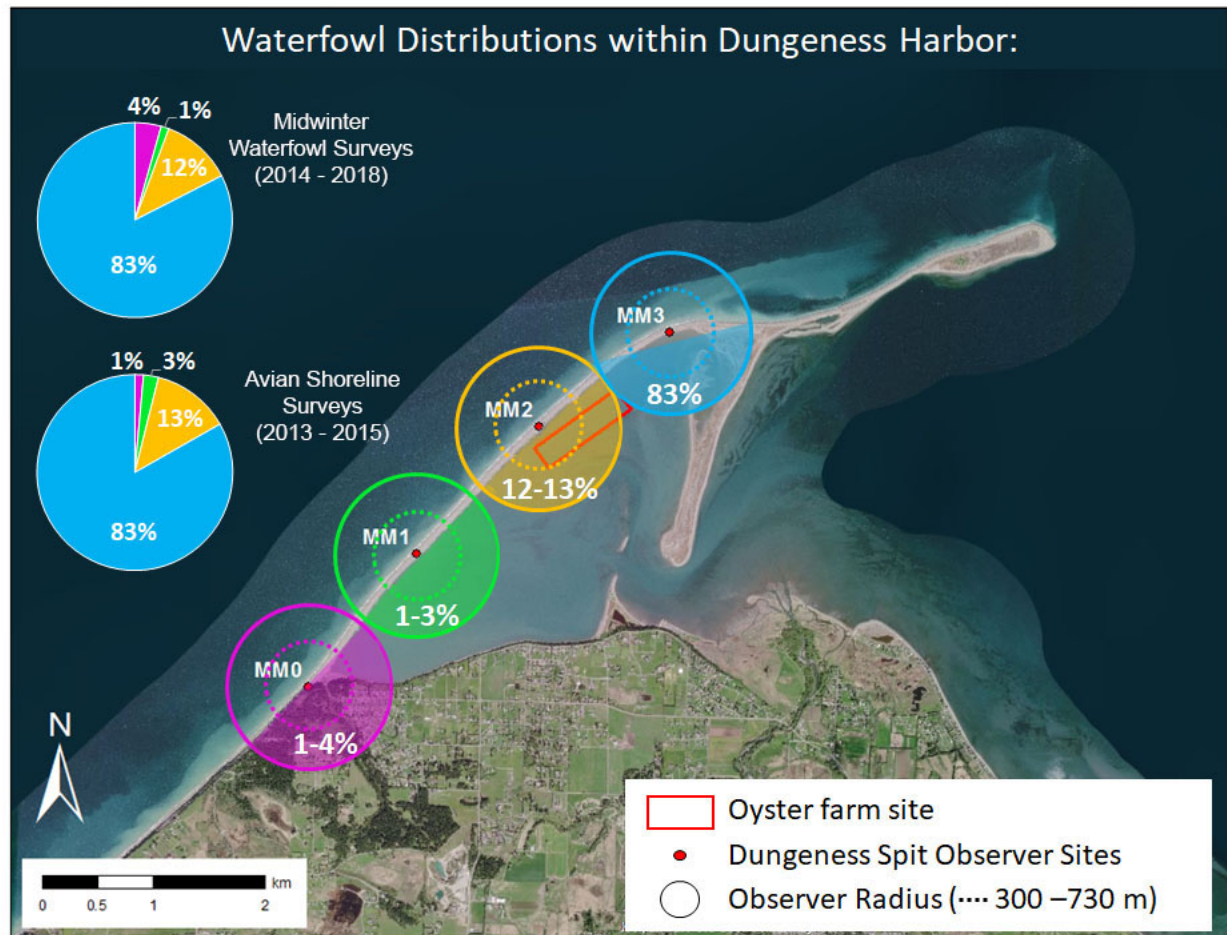 Waterfowl Distributions within Dungeness Harbor:
4%
1%
12%
83%
Midwinter
Waterfowl Surveys
(2014 - 2018)
1%
3%
13%
83%
Avian Shoreline
Surveys
(2013 - 2015)
MM3
83%
MM2
12-13%
MM1
1-3%
MM0
1-4%
N
km
0 0.5 1 2
Oyster farm site
Dungeness Spit Observer Sites
Observer Radius (···· 300 –730 m)